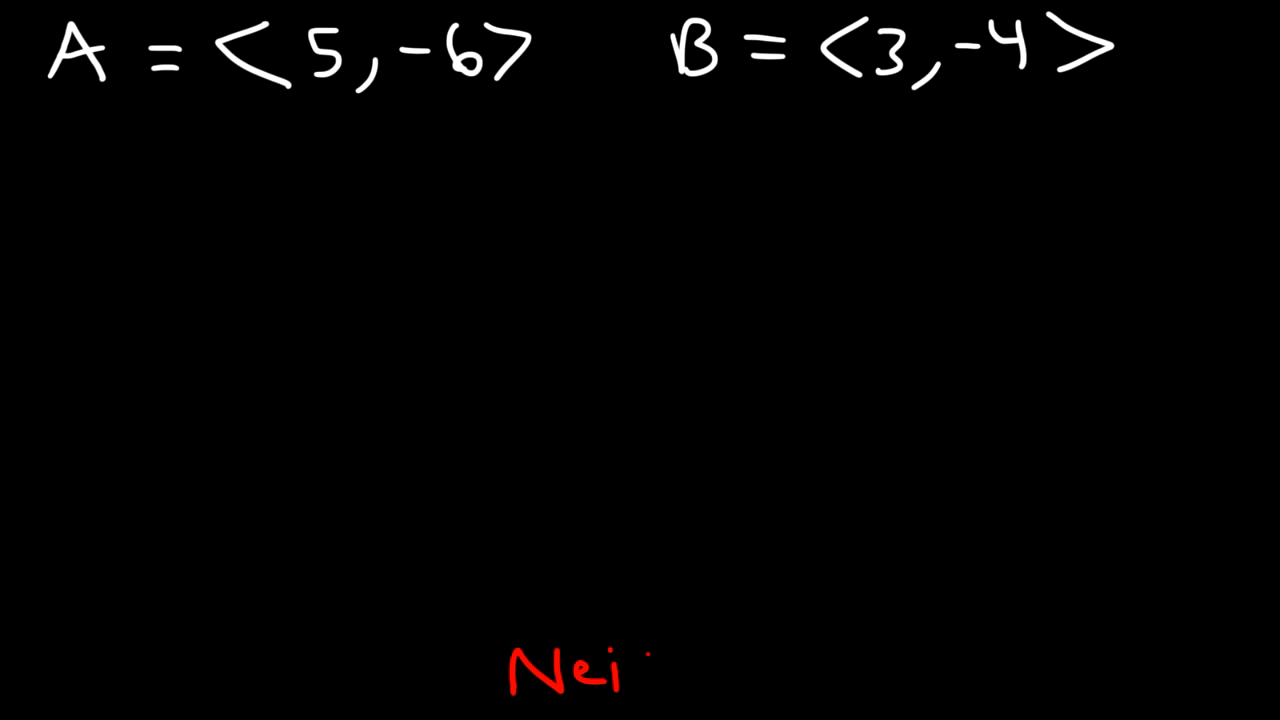 A = <5, -6> B = <3, -4>
Nei